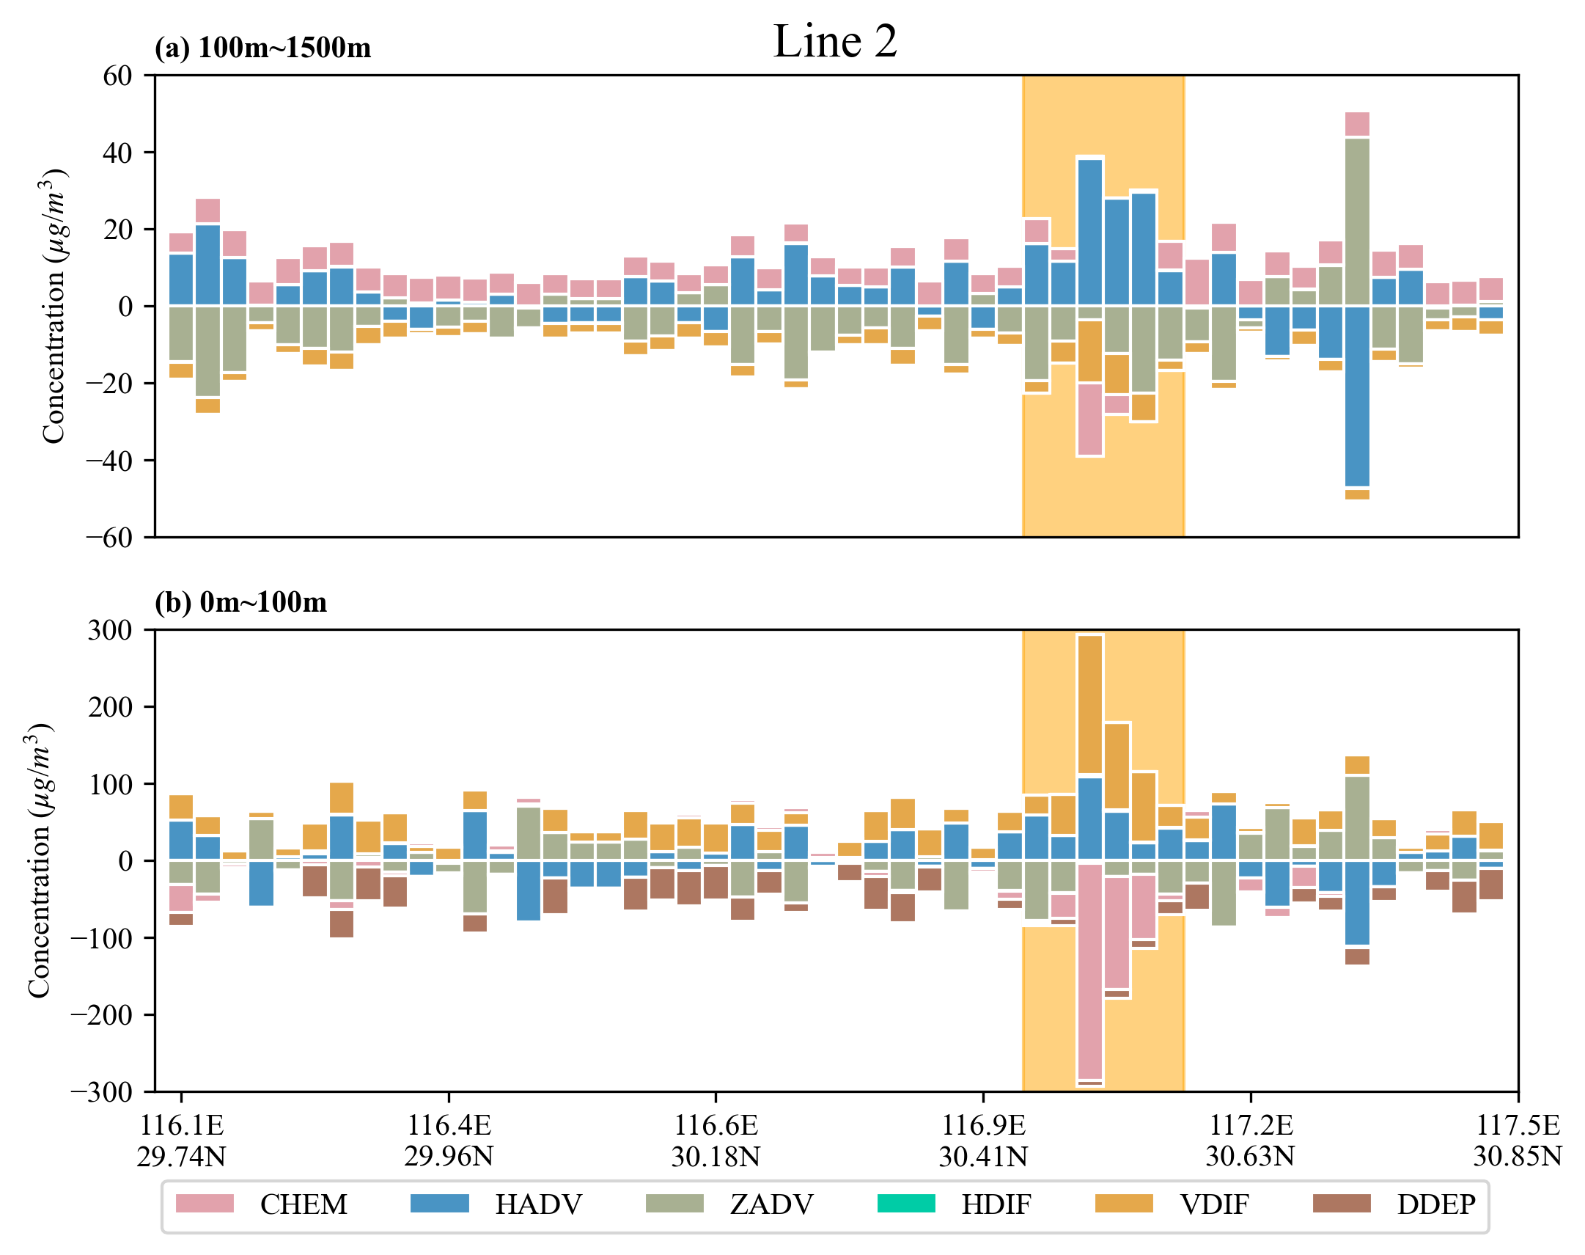 Line 2
(a) 100m~1500m
60
40
20
0
−20
−40
−60
Concentration (μg/m³)
(b) 0m~100m
300
200
100
0
−100
−200
−300
Concentration (μg/m³)
116.1E 116.4E 116.6E 116.9E 117.2E 117.5E
29.74N 29.96N 30.18N 30.41N 30.63N 30.85N
CHEM HADV ZADV HDIF VDIF DDEP